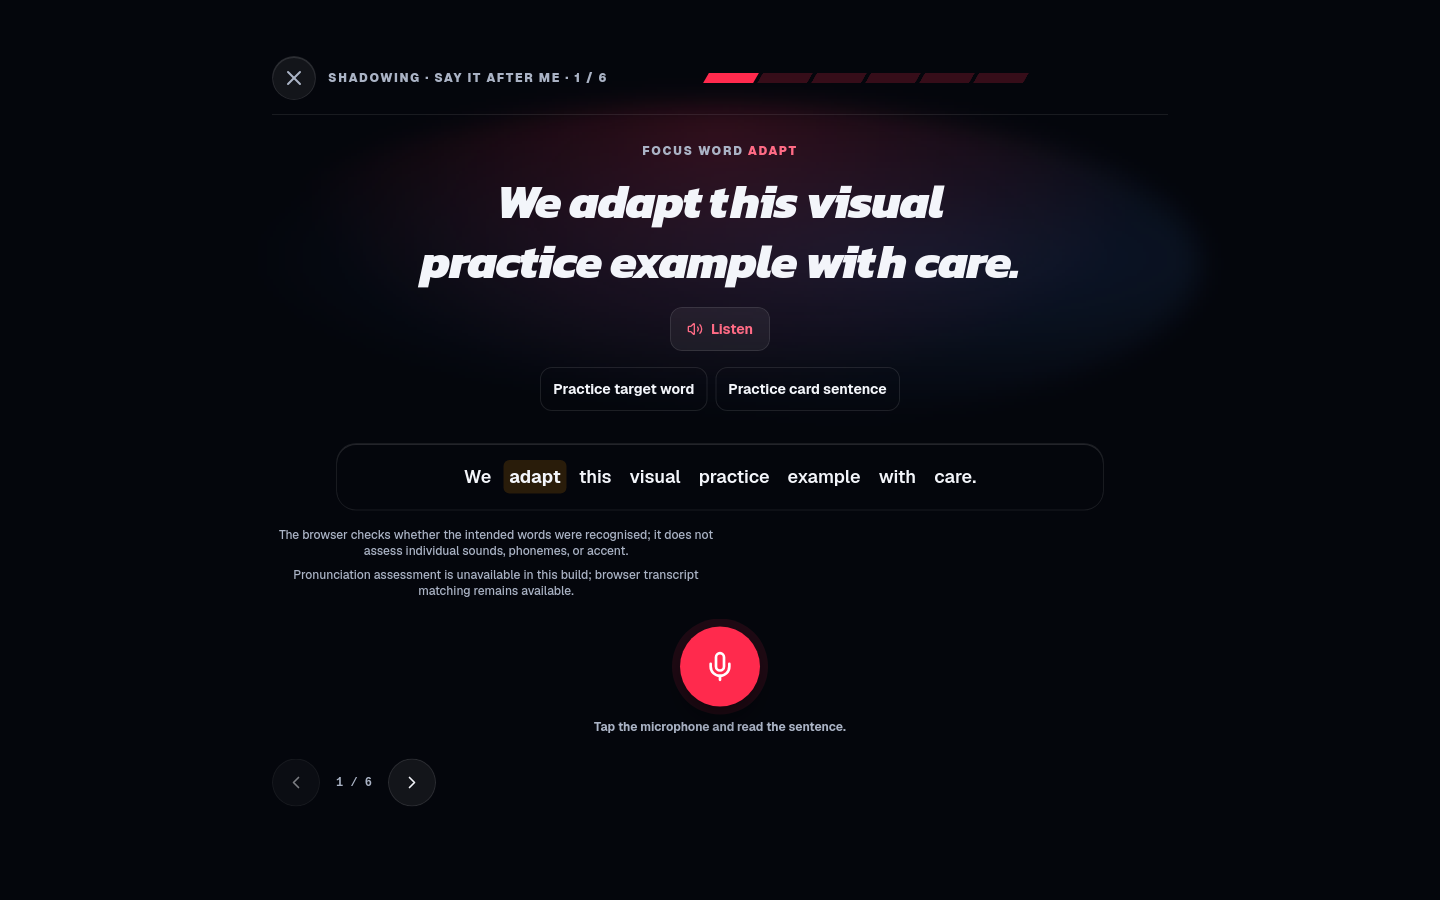 SHADOWING · SAY IT AFTER ME · 1 / 6
FOCUS WORD ADAPT
We adapt this visual
practice example with care.
Listen
Practice target word
Practice card sentence
We adapt this visual practice example with care.
The browser checks whether the intended words were recognised; it does not
assess individual sounds, phonemes, or accent.
Pronunciation assessment is unavailable in this build; browser transcript
matching remains available.
Tap the microphone and read the sentence.
1 / 6